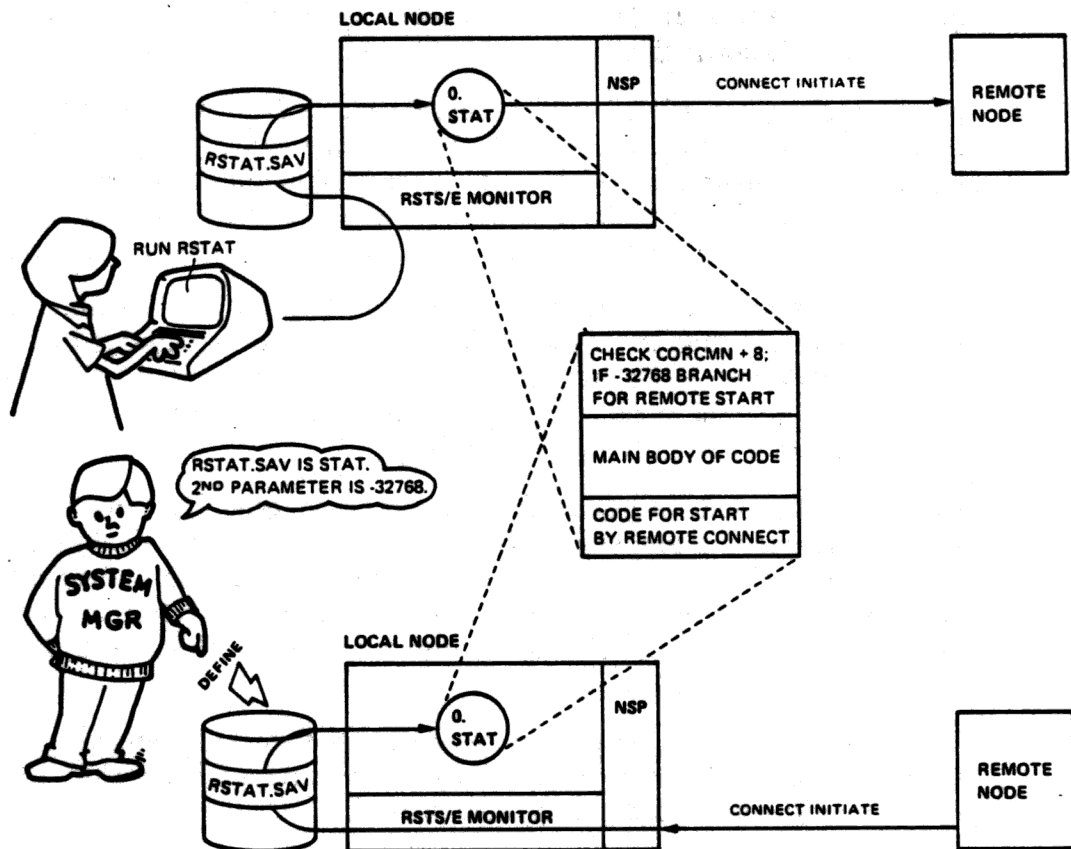 LOCAL NODE
NSP
CONNECT INITIATE
REMOTE
NODE
0.
STAT
RSTAT.SAV
RSTS/E MONITOR
RUN RSTAT
CHECK CORCMN + 8;
IF -32768 BRANCH
FOR REMOTE START
MAIN BODY OF CODE
CODE FOR START
BY REMOTE CONNECT
RSTAT.SAV IS STAT.
2ND PARAMETER IS -32768.
SYSTEM
MGR
DEFINE
LOCAL NODE
NSP
0.
STAT
RSTAT.SAV
RSTS/E MONITOR
CONNECT INITIATE
REMOTE
NODE